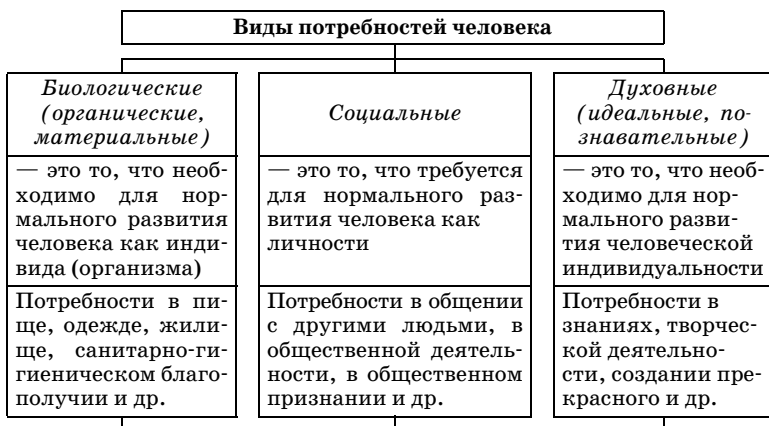 Виды потребностей человека
Биологические
(органические,
материальные)
— это то, что необ-
ходимо для нор-
мального развития
человека как инди-
вида (организма)
Потребности в пи-
ще, одежде, жили-
ще, санитарно-ги-
гиеническом благо-
получии и др.
Социальные
— это то, что требуется
для нормального раз-
вития человека как
личности
Потребности в общении
с другими людьми, в
общественной деятель-
ности, в общественном
признании и др.
Духовные
(идеальные, по-
знавательные)
— это то, что необ-
ходимо для нор-
мального разви-
тия человеческой
индивидуальности
Потребности в
знаниях, творчес-
кой деятельно-
сти, создании пре-
красного и др.